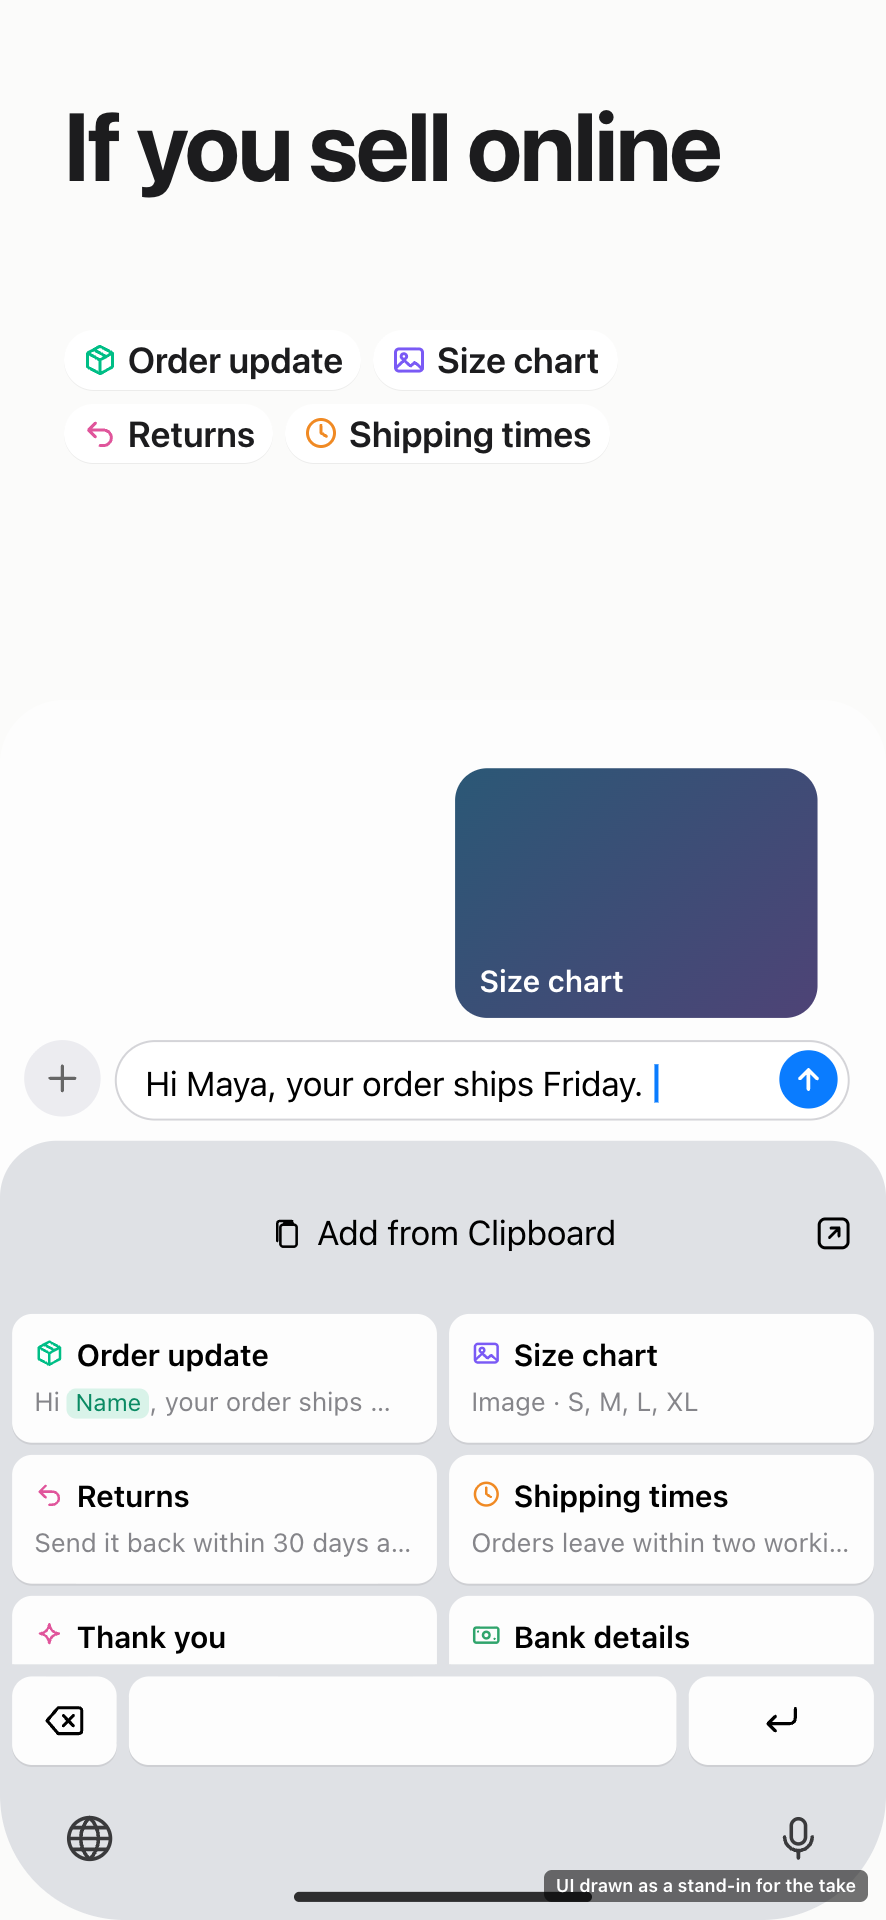 If you sell online
Order update
Size chart
Returns
Shipping times
Size chart
Hi Maya, your order ships Friday.
Add from Clipboard
Order update
Hi Name, your order ships ...
Size chart
Image · S, M, L, XL
Returns
Send it back within 30 days a...
Shipping times
Orders leave within two worki...
Thank you
Bank details
UI drawn as a stand-in for the take